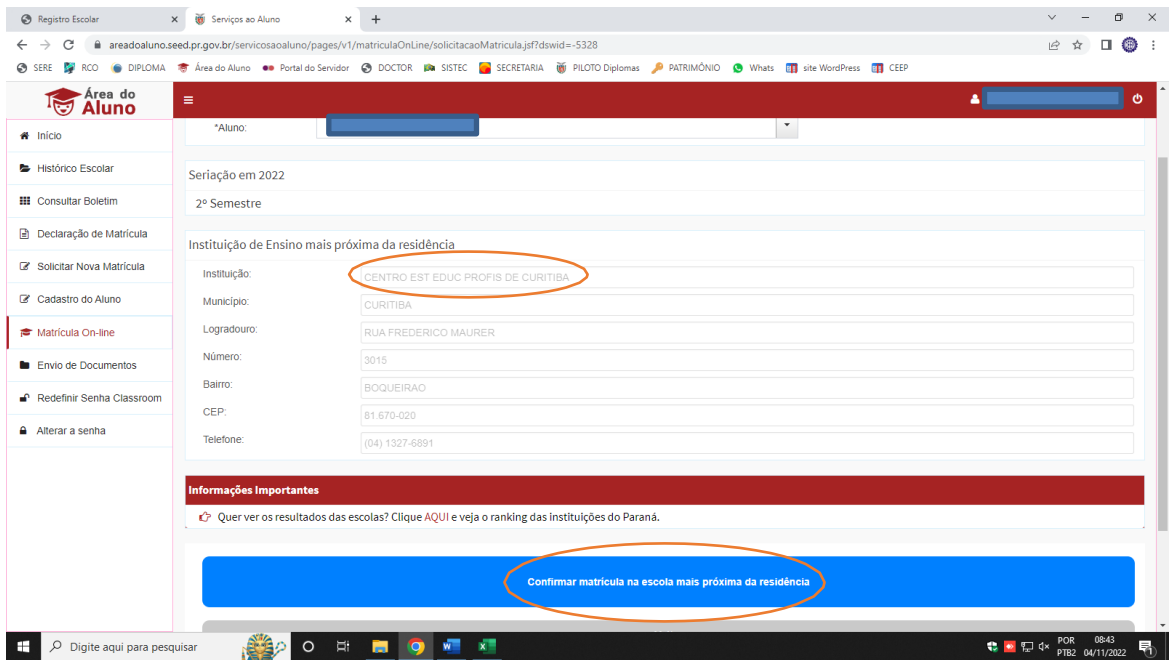 Registro Escolar
Serviços ao Aluno
areadoaluno.seed.pr.gov.br/servicosaoaluno/pages/v1/matriculaOnLine/solicitacaoMatricula.jsf?dswid=-5328
SERE RCO DIPLOMA Área do Aluno Portal do Servidor DOCTOR SISTEC SECRETARIA PILOTO Diplomas PATRIMÔNIO Whats site WordPress CEEP
Área do
Aluno
*Aluno:
Início
Histórico Escolar
Consultar Boletim
Declaração de Matrícula
Solicitar Nova Matrícula
Cadastro do Aluno
Matrícula On-line
Envio de Documentos
Redefinir Senha Classroom
Alterar a senha
Seriação em 2022
2º Semestre
Instituição de Ensino mais próxima da residência
Instituição: CENTRO EST EDUC PROFIS DE CURITIBA
Município: CURITIBA
Logradouro: RUA FREDERICO MAURER
Número: 3015
Bairro: BOQUEIRAO
CEP: 81.670-020
Telefone: (04) 1327-6891
Informações Importantes
Quer ver os resultados das escolas? Clique AQUI e veja o ranking das instituições do Paraná.
Confirmar matrícula na escola mais próxima da residência
Digite aqui para pesquisar
POR 08:43
PTB2 04/11/2022